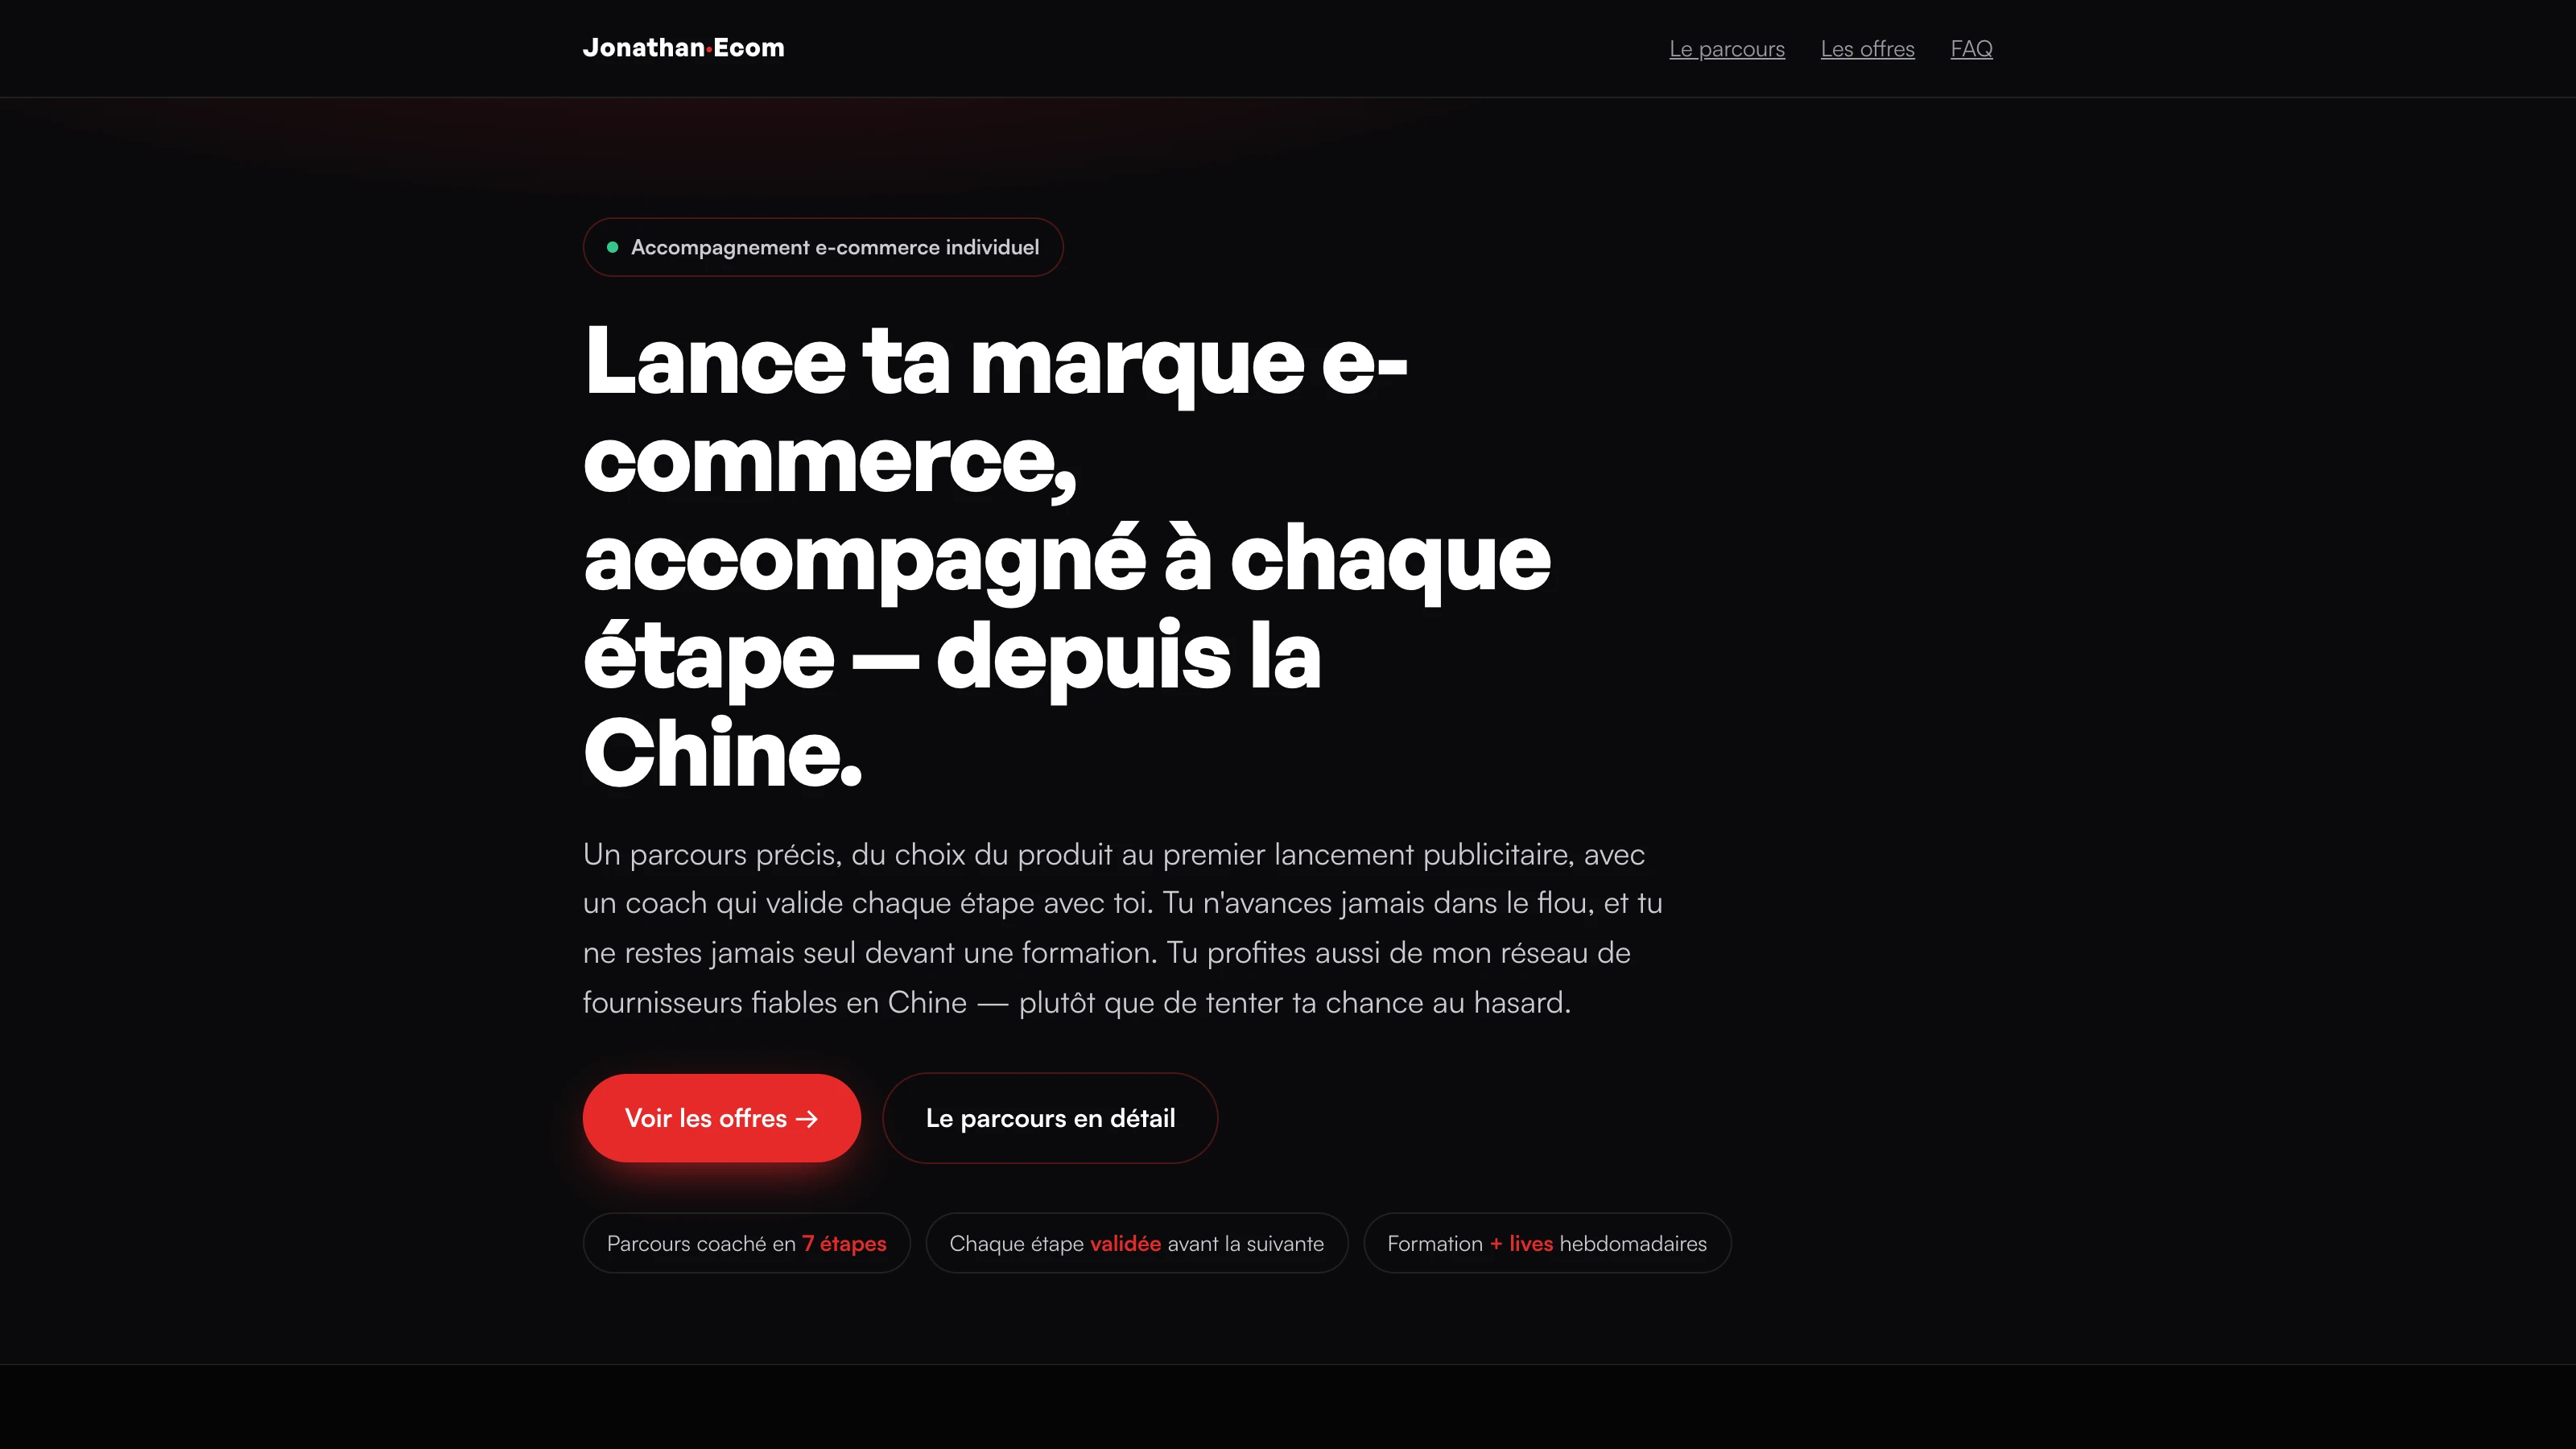 Jonathan·Ecom
Le parcours
Les offres
FAQ
Accompagnement e-commerce individuel
Lance ta marque e-
commerce,
accompagné à chaque
étape — depuis la
Chine.
Un parcours précis, du choix du produit au premier lancement publicitaire, avec
un coach qui valide chaque étape avec toi. Tu n'avances jamais dans le flou, et tu
ne restes jamais seul devant une formation. Tu profites aussi de mon réseau de
fournisseurs fiables en Chine — plutôt que de tenter ta chance au hasard.
Voir les offres →
Le parcours en détail
Parcours coaché en 7 étapes
Chaque étape validée avant la suivante
Formation + lives hebdomadaires